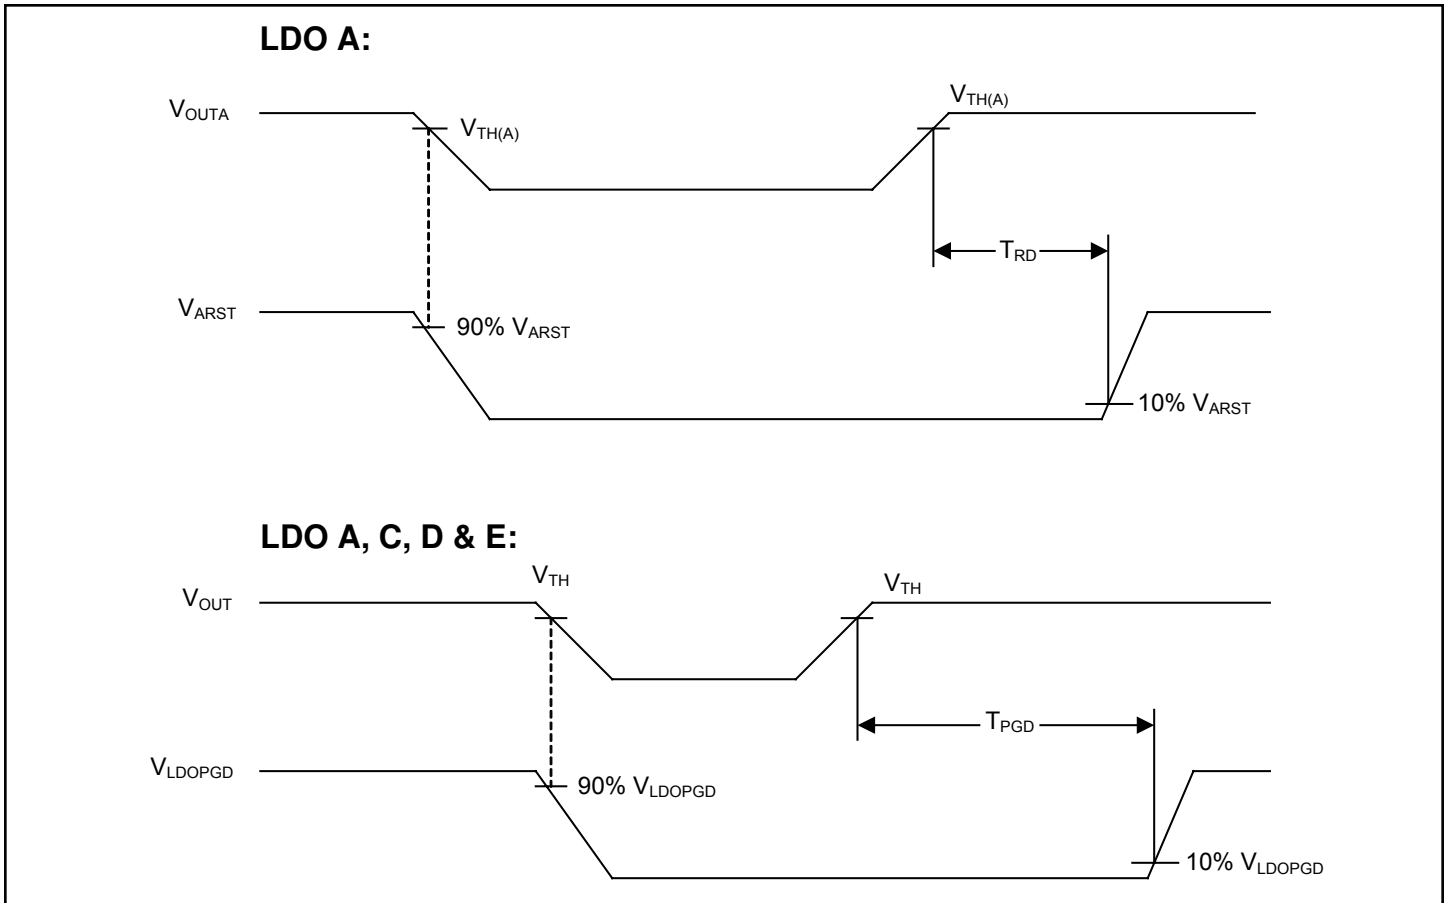 LDO A:
VOUTA
VTH(A)
VTH(A)
TRD
VARST
90% VARST
10% VARST
LDO A, C, D & E:
VOUT
VTH
VTH
TPGD
VLDOPGD
90% VLDOPGD
10% VLDOPGD